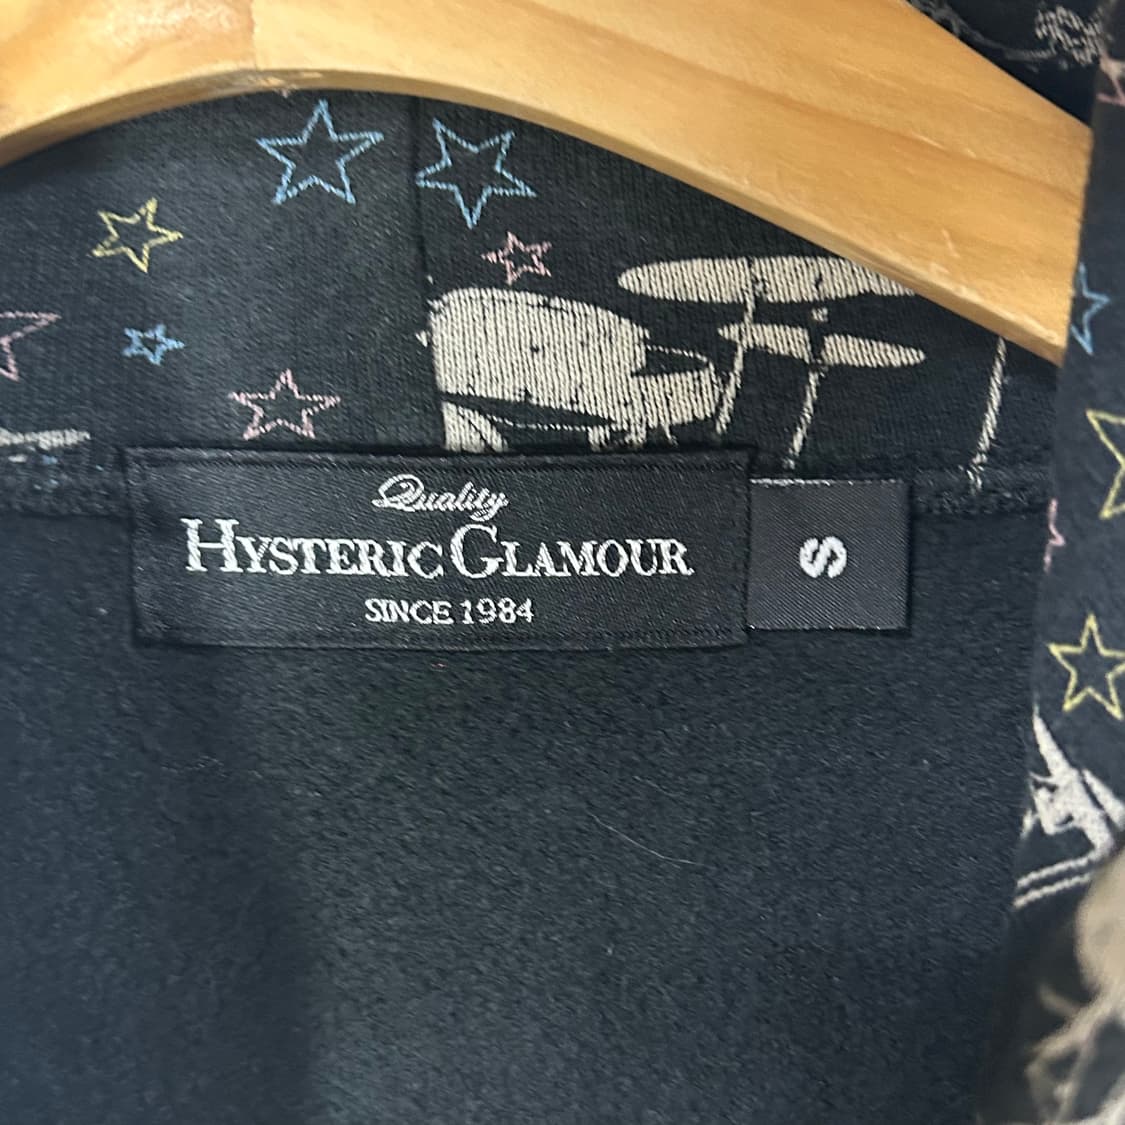 Quality
HYSTERIC GLAMOUR
SINCE 1984
S